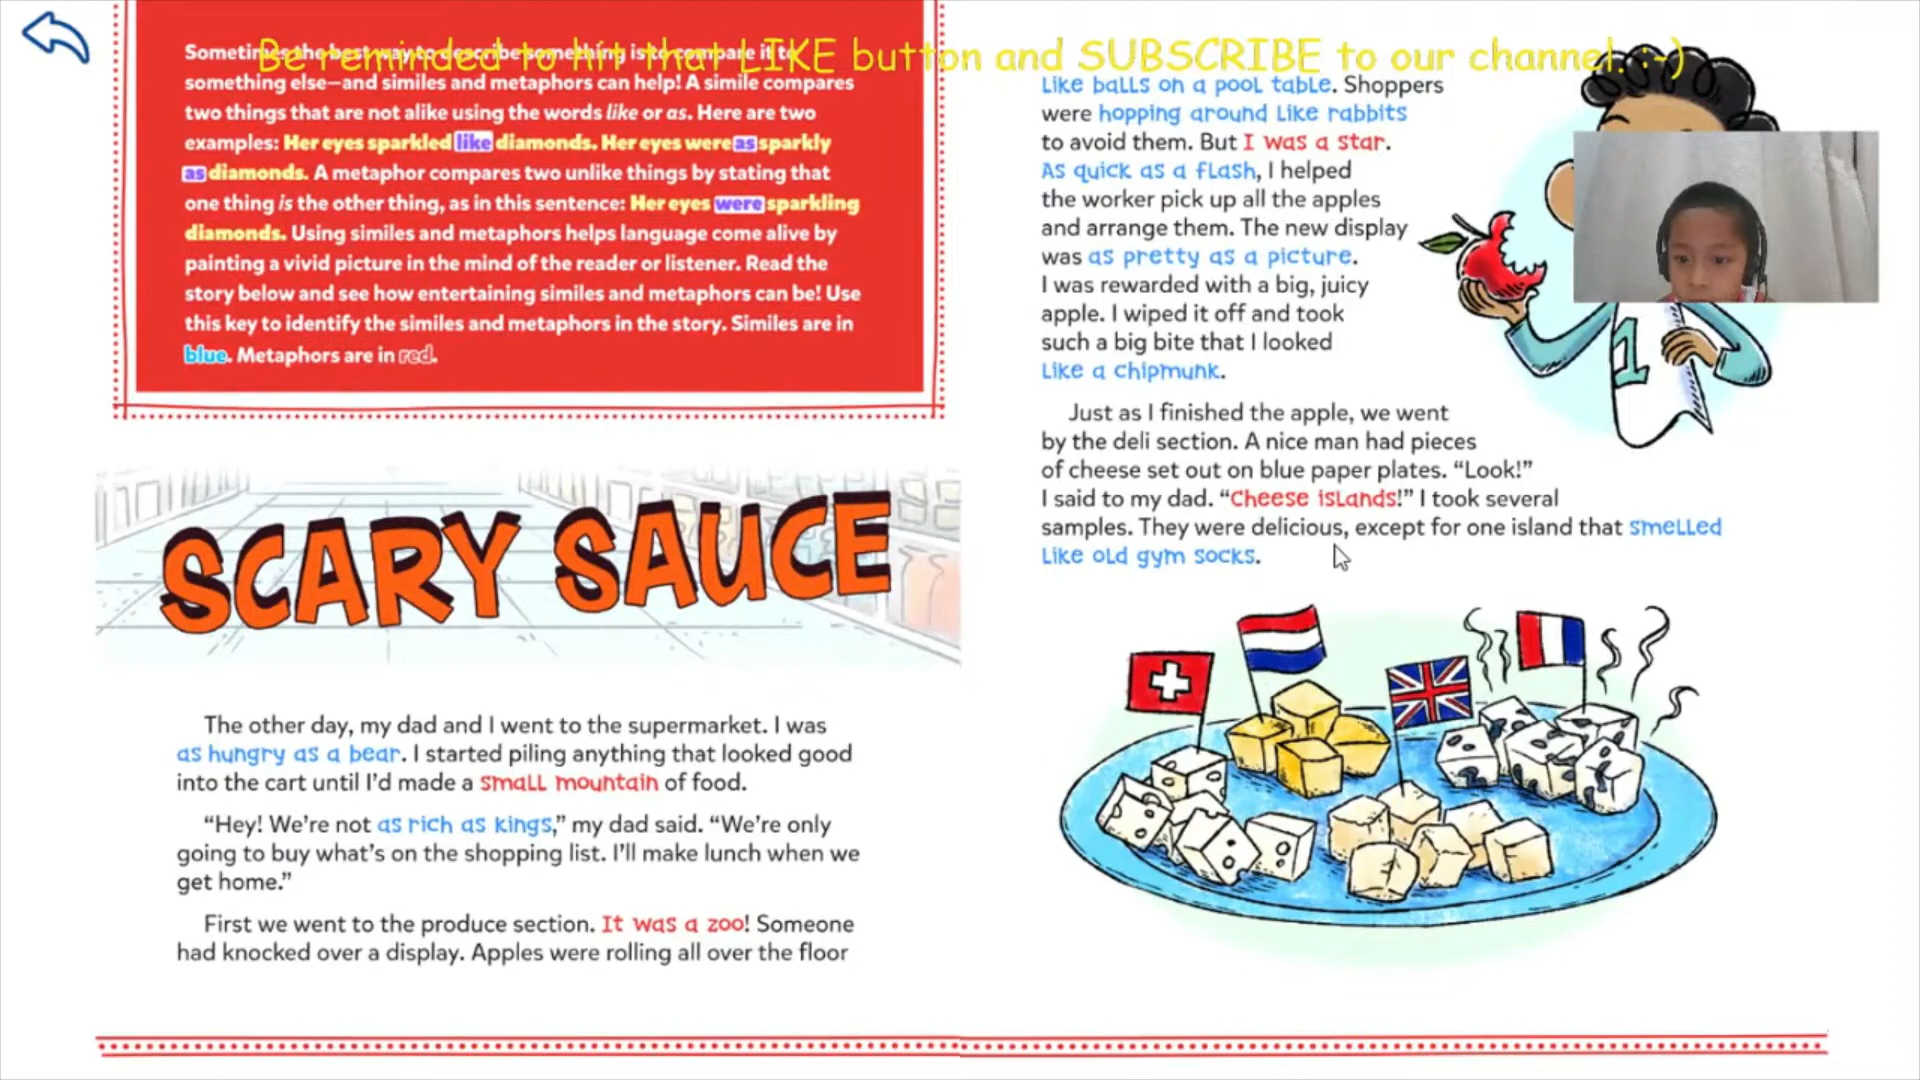 Be reminded to hit that LIKE button and SUBSCRIBE to our channel. :-)
Sometimes the best way to describe something is to compare it to
something else—and similes and metaphors can help! A simile compares
two things that are not alike using the words like or as. Here are two
examples: Her eyes sparkled like diamonds. Her eyes were as sparkly
as diamonds. A metaphor compares two unlike things by stating that
one thing is the other thing, as in this sentence: Her eyes were sparkling
diamonds. Using similes and metaphors helps language come alive by
painting a vivid picture in the mind of the reader or listener. Read the
story below and see how entertaining similes and metaphors can be! Use
this key to identify the similes and metaphors in the story. Similes are in
blue. Metaphors are in red.
SCARY SAUCE
The other day, my dad and I went to the supermarket. I was
as hungry as a bear. I started piling anything that looked good
into the cart until I'd made a small mountain of food.
“Hey! We're not as rich as kings,” my dad said. “We're only
going to buy what's on the shopping list. I'll make lunch when we
get home.”
First we went to the produce section. It was a zoo! Someone
had knocked over a display. Apples were rolling all over the floor
like balls on a pool table. Shoppers
were hopping around like rabbits
to avoid them. But I was a star.
As quick as a flash, I helped
the worker pick up all the apples
and arrange them. The new display
was as pretty as a picture.
I was rewarded with a big, juicy
apple. I wiped it off and took
such a big bite that I looked
like a chipmunk.
Just as I finished the apple, we went
by the deli section. A nice man had pieces
of cheese set out on blue paper plates. “Look!”
I said to my dad. “Cheese islands!” I took several
samples. They were delicious, except for one island that smelled
like old gym socks.
1